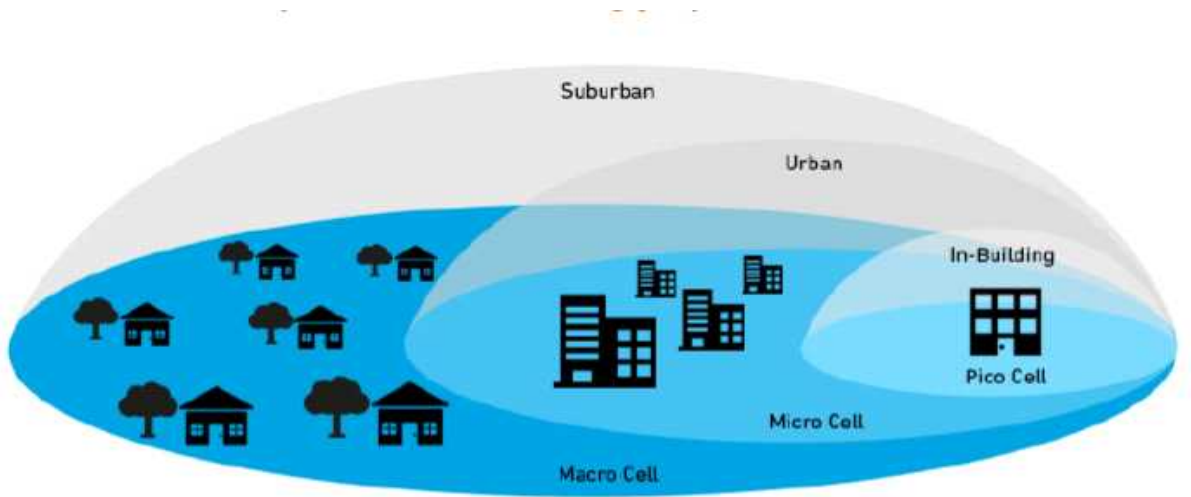 Suburban
Urban
In-Building
Pico Cell
Micro Cell
Macro Cell